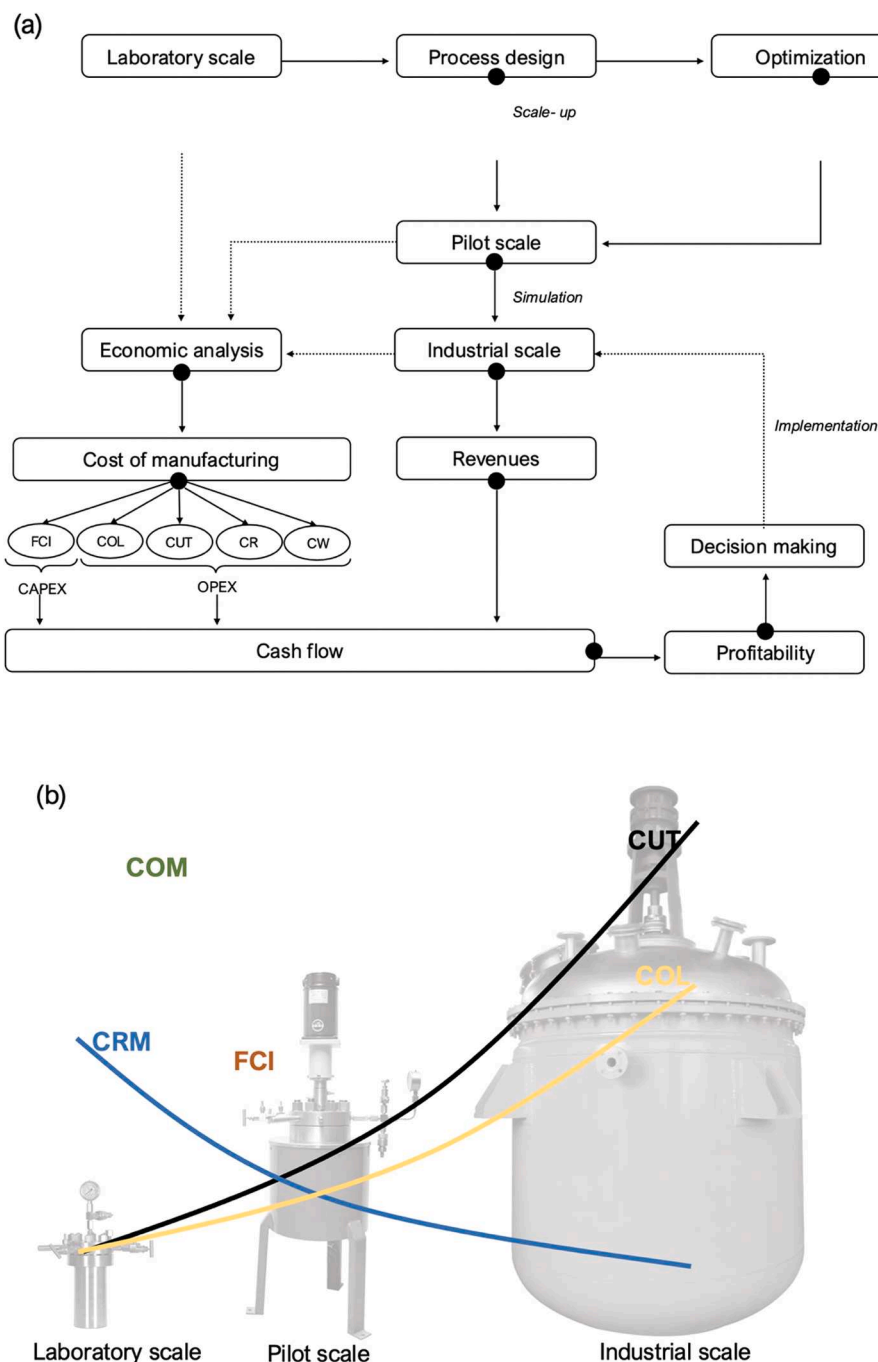 (a)
Laboratory scale
Process design
Optimization
Scale- up
Pilot scale
Simulation
Economic analysis
Industrial scale
Implementation
Cost of manufacturing
Revenues
FCI
COL
CUT
CR
CW
Decision making
CAPEX
OPEX
Cash flow
Profitability
(b)
CUT
COM
COL
CRM
FCI
Laboratory scale
Pilot scale
Industrial scale